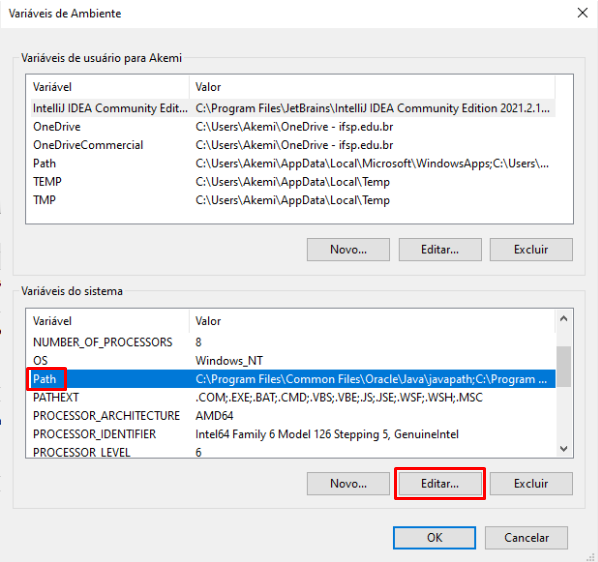 Variáveis de Ambiente
Variáveis de usuário para Akemi
Variável Valor
IntelliJ IDEA Community Edit... C:\Program Files\JetBrains\IntelliJ IDEA Community Edition 2021.2.1...
OneDrive C:\Users\Akemi\OneDrive - ifsp.edu.br
OneDriveCommercial C:\Users\Akemi\OneDrive - ifsp.edu.br
Path C:\Users\Akemi\AppData\Local\Microsoft\WindowsApps;C:\Users\...
TEMP C:\Users\Akemi\AppData\Local\Temp
TMP C:\Users\Akemi\AppData\Local\Temp
Novo... Editar... Excluir
Variáveis do sistema
Variável Valor
NUMBER_OF_PROCESSORS 8
OS Windows_NT
Path C:\Program Files\Common Files\Oracle\Java\javapath;C:\Program ...
PATHEXT .COM;.EXE;.BAT;.CMD;.VBS;.VBE;.JS;.JSE;.WSF;.WSH;.MSC
PROCESSOR_ARCHITECTURE AMD64
PROCESSOR_IDENTIFIER Intel64 Family 6 Model 126 Stepping 5, GenuineIntel
PROCESSOR_LEVEL 6
Novo... Editar... Excluir
OK Cancelar